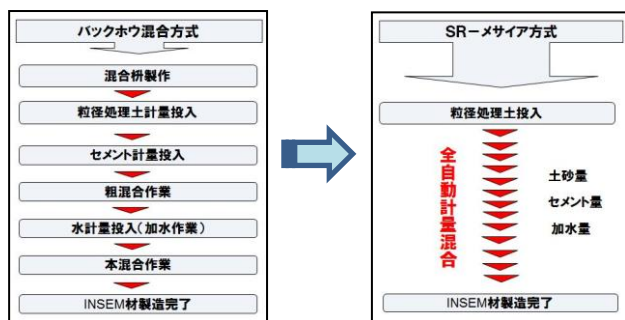 バックホウ混合方式
混合枡製作
粒径処理土計量投入
セメント計量投入
粗混合作業
水計量投入(加水作業)
本混合作業
INSEM材製造完了
SR－メサイア方式
粒径処理土投入
全自動計量混合
土砂量
セメント量
加水量
INSEM材製造完了